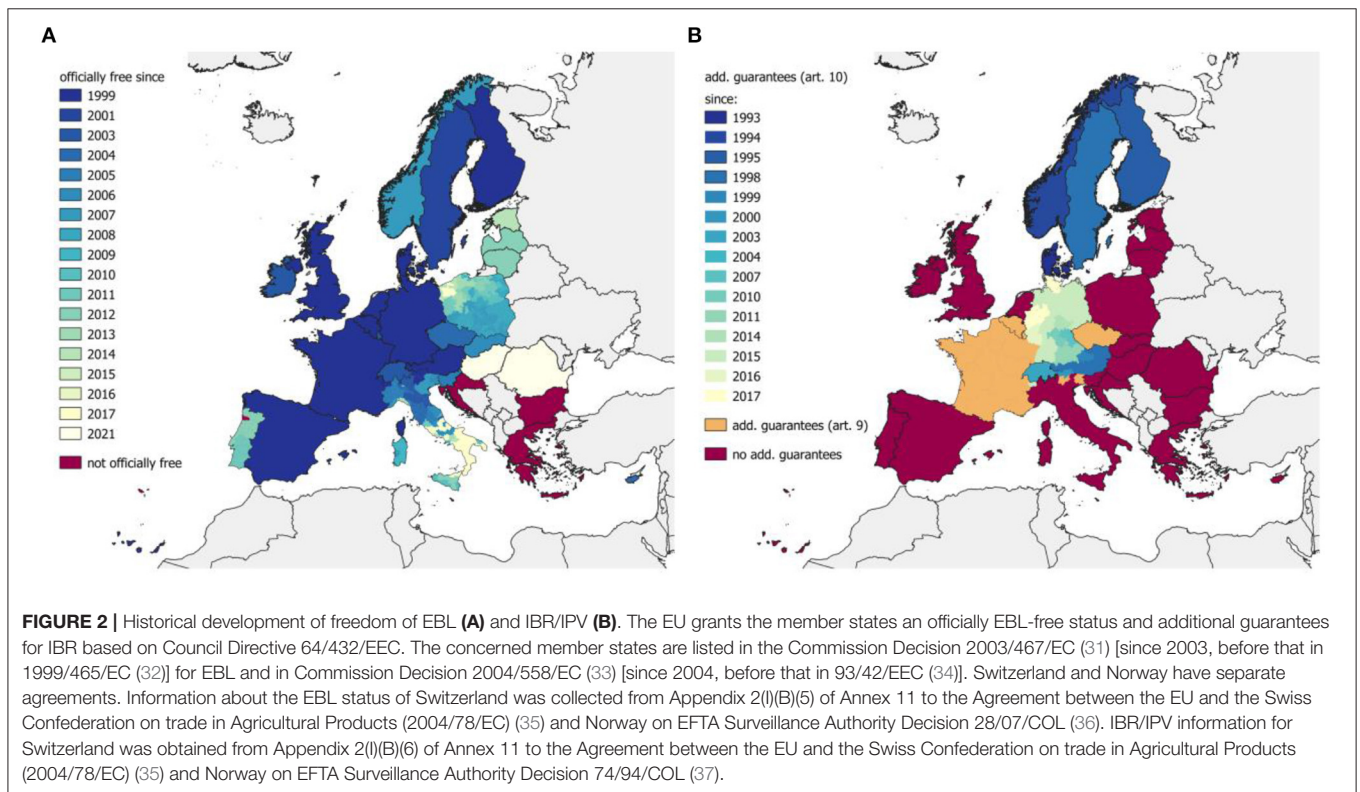 A
officially free since
1999
2001
2003
2004
2005
2006
2007
2008
2009
2010
2011
2012
2013
2014
2015
2016
2017
2021
not officially free
B
add. guarantees (art. 10)
since:
1993
1994
1995
1998
1999
2000
2003
2004
2007
2010
2011
2014
2015
2016
2017
add. guarantees (art. 9)
no add. guarantees
FIGURE 2 | Historical development of freedom of EBL (A) and IBR/IPV (B). The EU grants the member states an officially EBL-free status and additional guarantees
for IBR based on Council Directive 64/432/EEC. The concerned member states are listed in the Commission Decision 2003/467/EC (31) [since 2003, before that in
1999/465/EC (32)] for EBL and in Commission Decision 2004/558/EC (33) [since 2004, before that in 93/42/EEC (34)]. Switzerland and Norway have separate
agreements. Information about the EBL status of Switzerland was collected from Appendix 2(I)(B)(5) of Annex 11 to the Agreement between the EU and the Swiss
Confederation on trade in Agricultural Products (2004/78/EC) (35) and Norway on EFTA Surveillance Authority Decision 28/07/COL (36). IBR/IPV information for
Switzerland was obtained from Appendix 2(I)(B)(6) of Annex 11 to the Agreement between the EU and the Swiss Confederation on trade in Agricultural Products
(2004/78/EC) (35) and Norway on EFTA Surveillance Authority Decision 74/94/COL (37).